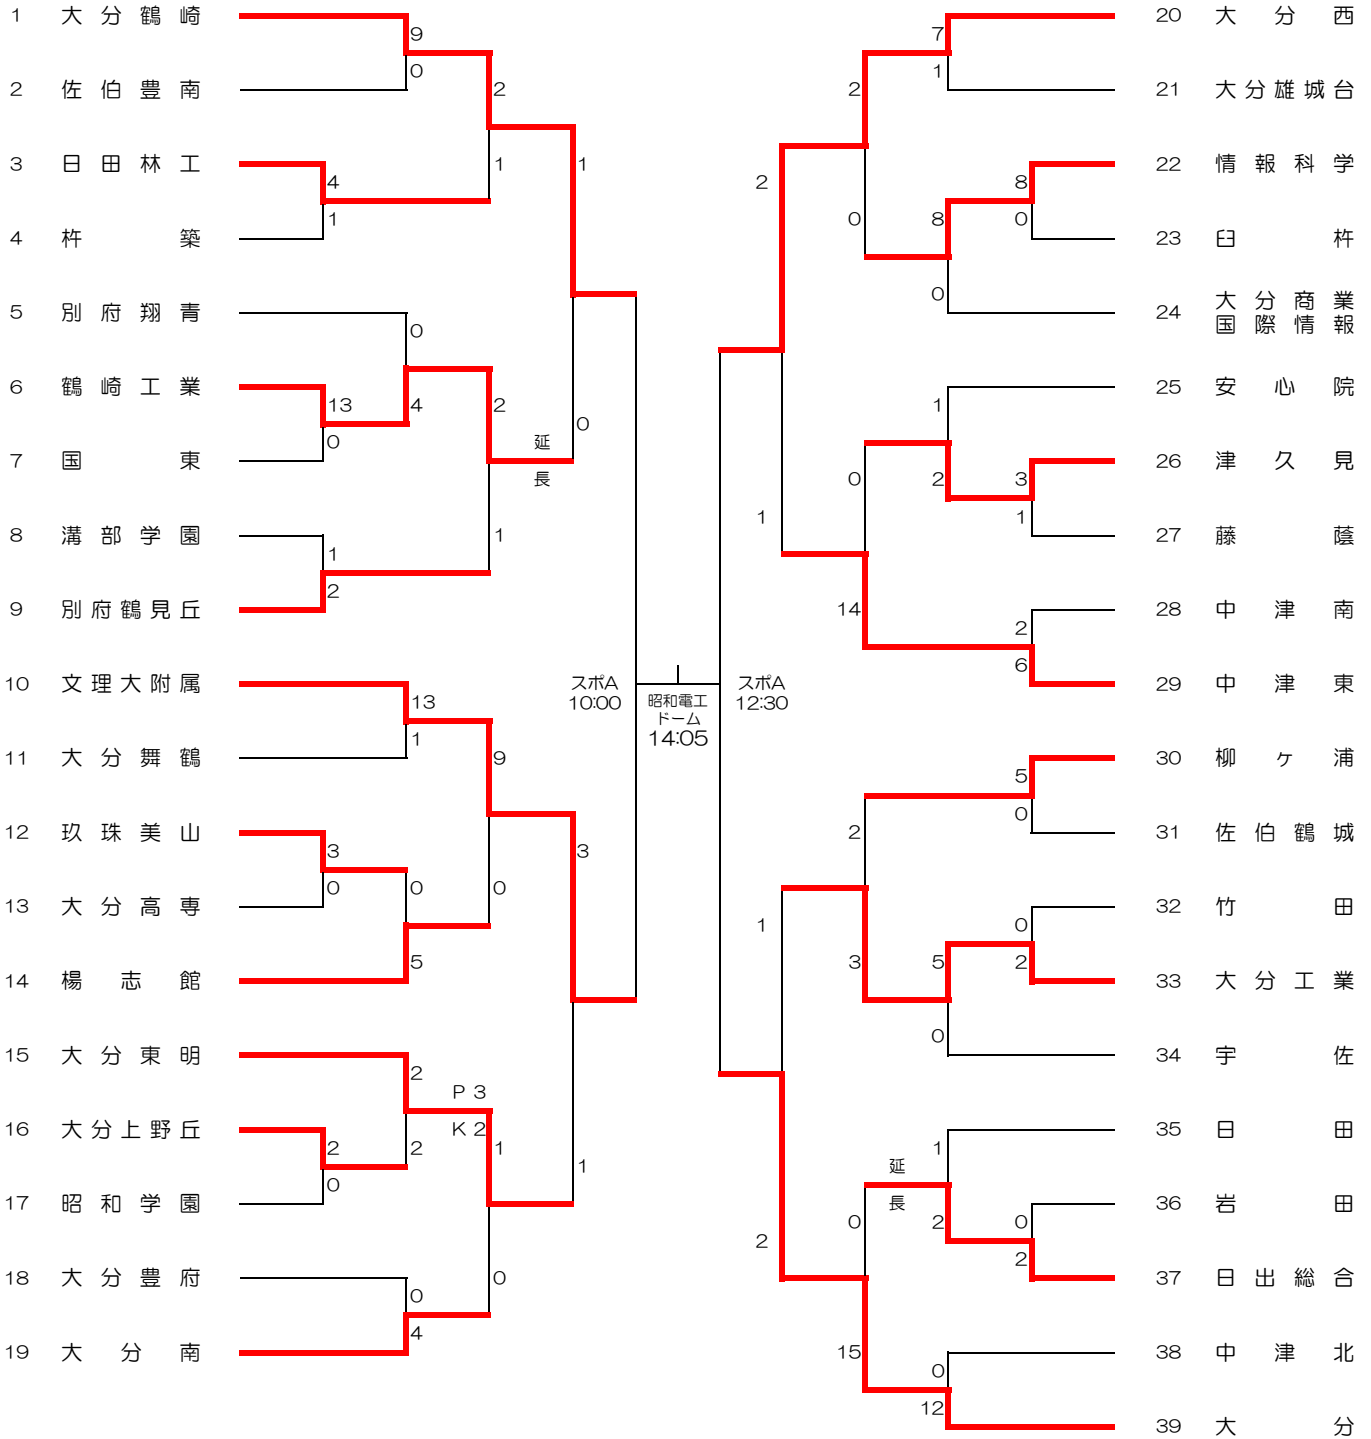 1 大分鶴崎
2 佐伯豊南
3 日田林工
4 杵築
5 別府翔青
6 鶴崎工業
7 国東
8 溝部学園
9 別府鶴見丘
10 文理大附属
11 大分舞鶴
12 玖珠美山
13 大分高専
14 楊志館
15 大分東明
16 大分上野丘
17 昭和学園
18 大分豊府
19 大分南
9
0
4
1
2
1
1
0
13
0
4
2
延
長
0
1
2
1
13
1
9
3
3
0
0
0
5
2
P 3
K 2
2
0
2
1
1
0
0
4
スポA
10:00
昭和電工
ドーム
14:05
スポA
12:30
7
1
2
2
8
0
8
0
0
1
2
3
1
0
1
14
2
6
5
0
2
1
3
0
2
5
0
1
延
長
2
0
0
2
2
15
0
12
20 大分西
21 大分雄城台
22 情報科学
23 臼杵
24 大分商業
国際情報
25 安心院
26 津久見
27 藤蔭
28 中津南
29 中津東
30 柳ヶ浦
31 佐伯鶴城
32 竹田
33 大分工業
34 宇佐
35 日田
36 岩田
37 日出総合
38 中津北
39 大分